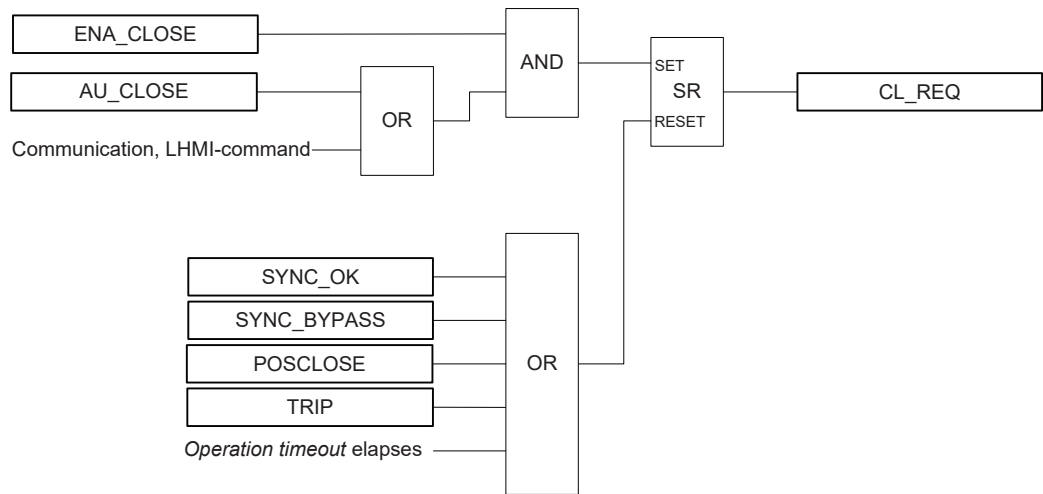 ENA_CLOSE
AU_CLOSE
Communication, LHMI-command
OR
AND
SET
SR
RESET
CL_REQ
SYNC_OK
SYNC_BYPASS
POSCLOSE
TRIP
Operation timeout elapses
OR